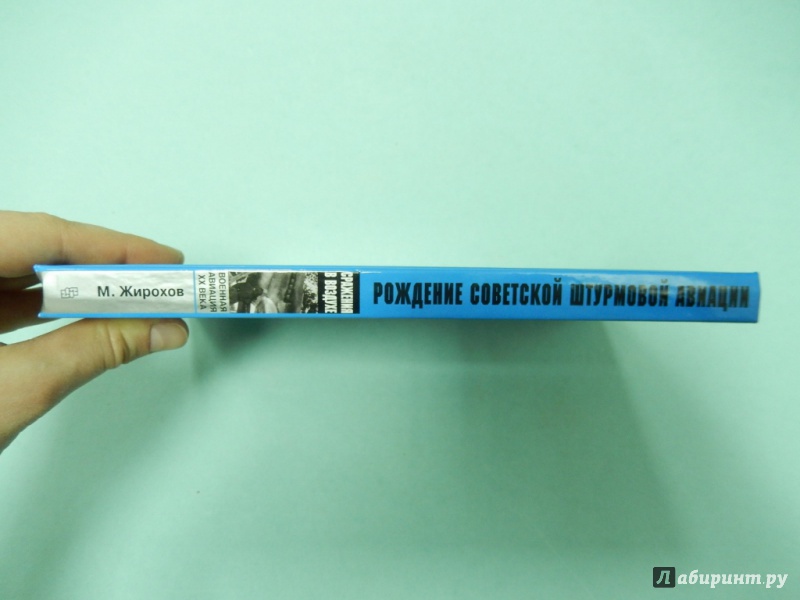 М. Жирохов
ВОЕННАЯ
АВИАЦИЯ
XX ВЕКА
СРАЖЕНИЯ
В ВОЗДУХЕ
РОЖДЕНИЕ СОВЕТСКОЙ ШТУРМОВОЙ АВИАЦИИ
Лабиринт.ру